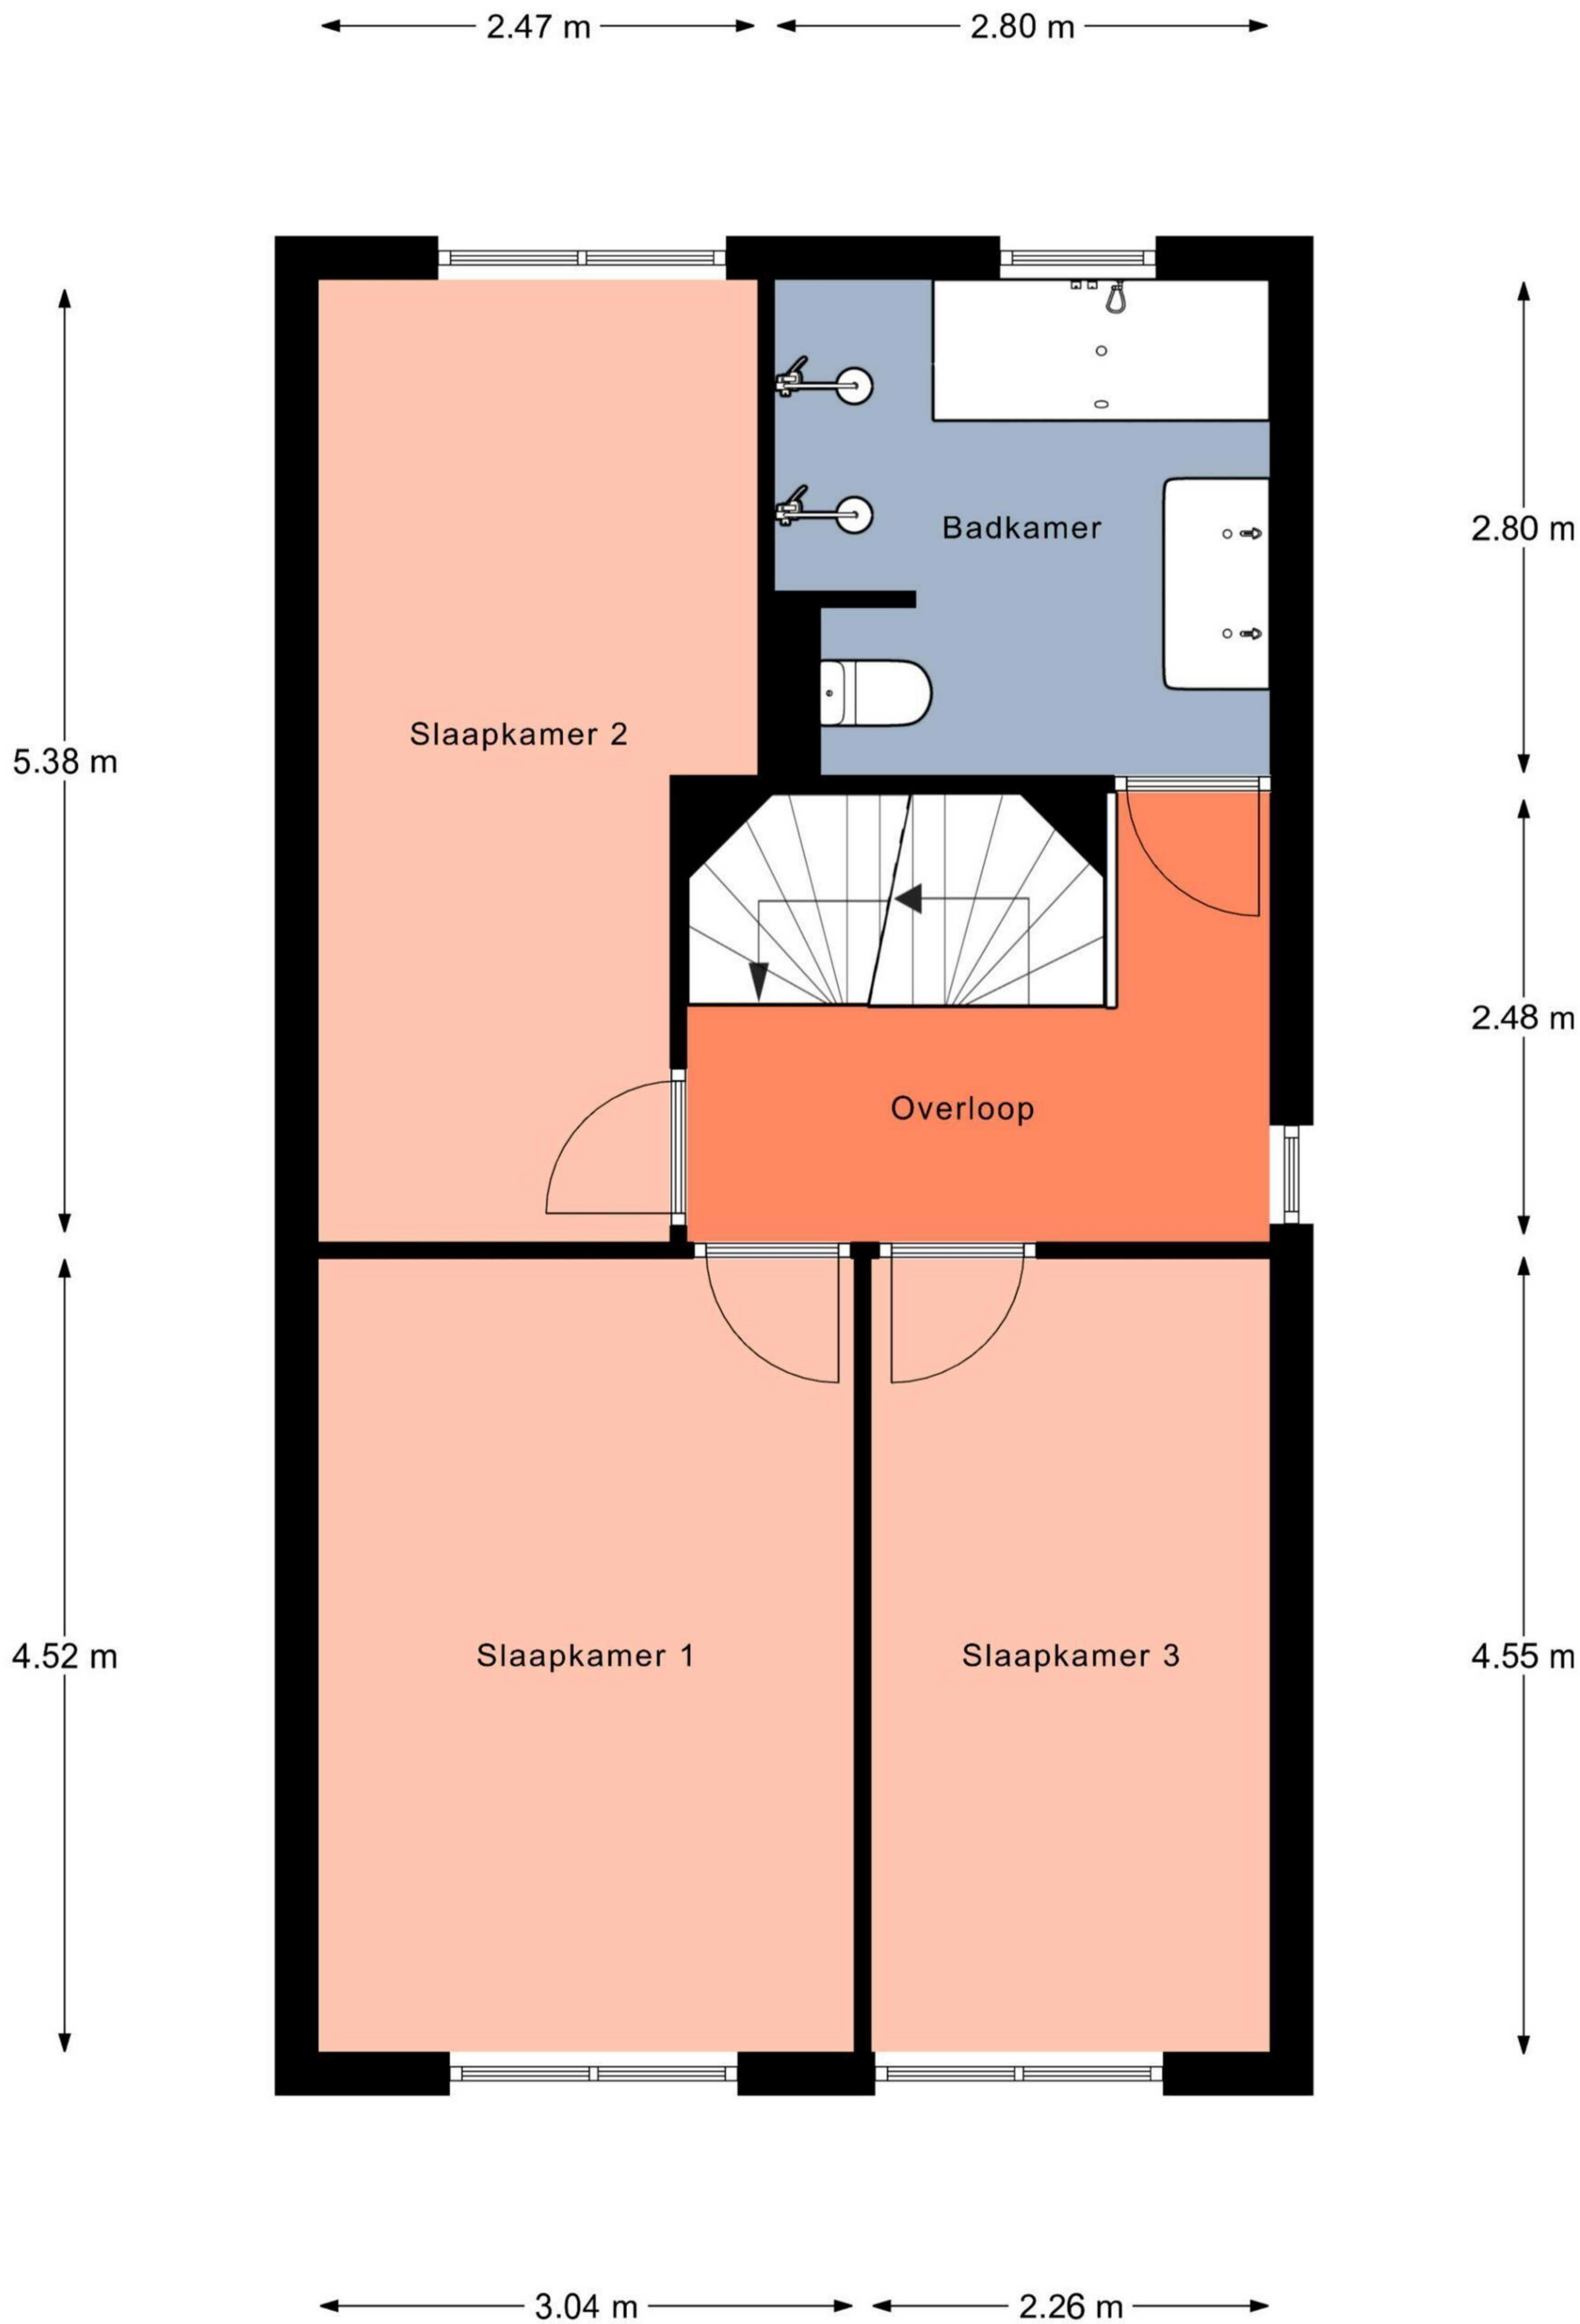 2.47 m
2.80 m
Badkamer
2.80 m
Slaapkamer 2
5.38 m
2.48 m
Overloop
4.52 m
Slaapkamer 1
Slaapkamer 3
4.55 m
3.04 m
2.26 m